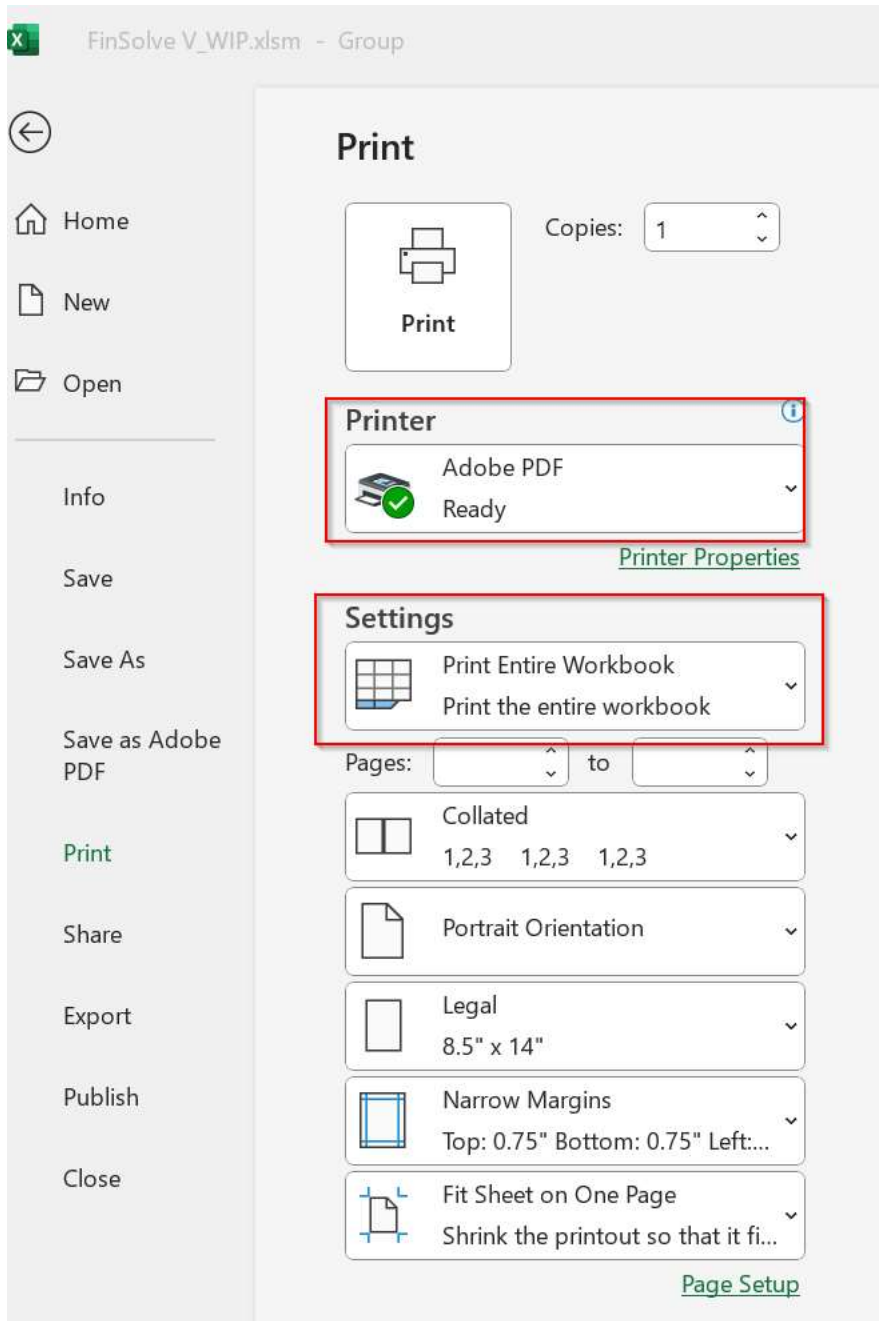 FinSolve V_WIP.xlsm - Group
Home
New
Open
Info
Save
Save As
Save as Adobe
PDF
Print
Share
Export
Publish
Close
Print
Print
Copies: 1
Printer
Adobe PDF
Ready
Printer Properties
Settings
Print Entire Workbook
Print the entire workbook
Pages: to
Collated
1,2,3 1,2,3 1,2,3
Portrait Orientation
Legal
8.5" x 14"
Narrow Margins
Top: 0.75" Bottom: 0.75" Left:...
Fit Sheet on One Page
Shrink the printout so that it fi...
Page Setup